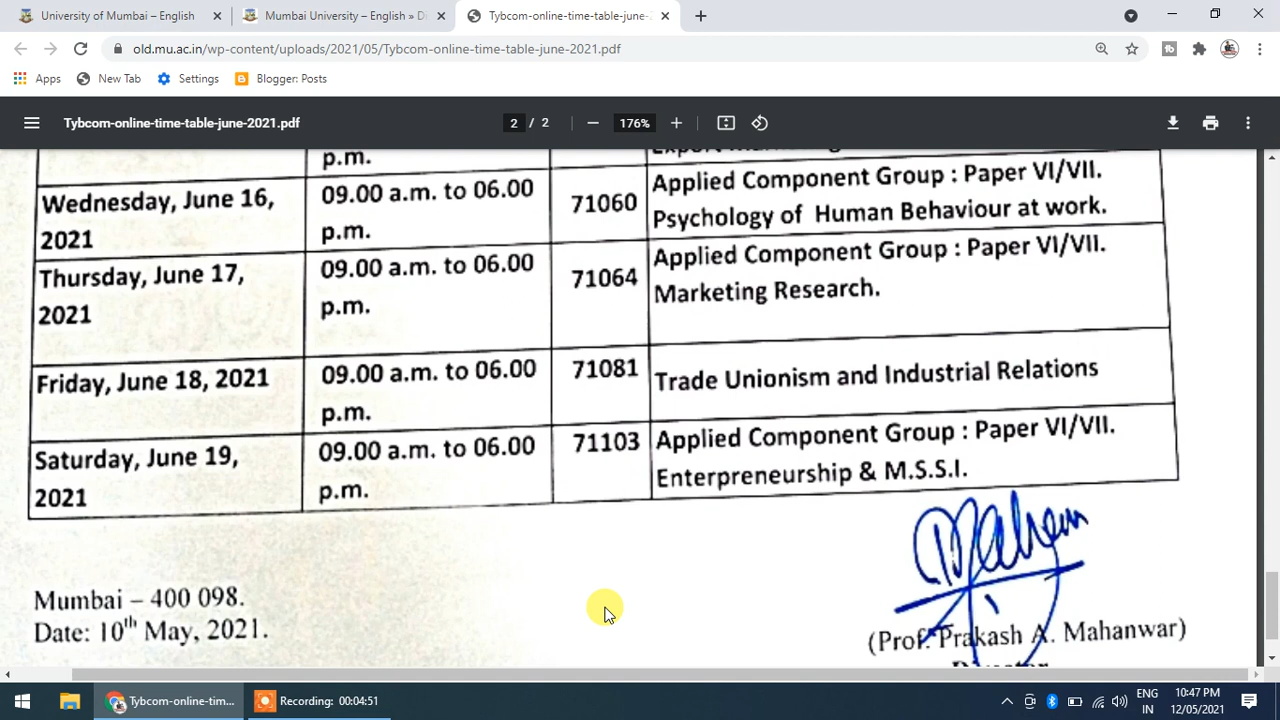 University of Mumbai – English
Mumbai University – English » D
Tybcom-online-time-table-june-
old.mu.ac.in/wp-content/uploads/2021/05/Tybcom-online-time-table-june-2021.pdf
Apps New Tab Settings Blogger: Posts
Tybcom-online-time-table-june-2021.pdf 2 / 2 176%
p.m.
Wednesday, June 16, 2021 09.00 a.m. to 06.00 p.m. 71060 Applied Component Group : Paper VI/VII. Psychology of Human Behaviour at work.
Thursday, June 17, 2021 09.00 a.m. to 06.00 p.m. 71064 Applied Component Group : Paper VI/VII. Marketing Research.
Friday, June 18, 2021 09.00 a.m. to 06.00 p.m. 71081 Trade Unionism and Industrial Relations
Saturday, June 19, 2021 09.00 a.m. to 06.00 p.m. 71103 Applied Component Group : Paper VI/VII. Enterpreneurship & M.S.S.I.
Mumbai – 400 098.
Date: 10th May, 2021.
(Prof. Prakash A. Mahanwar)
Tybcom-online-tim...
Recording: 00:04:51
ENG
IN
10:47 PM
12/05/2021